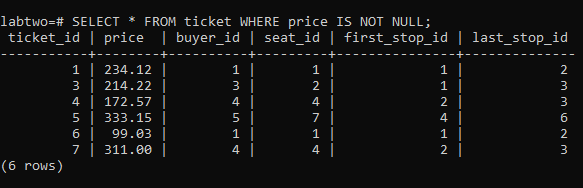 labtwo=# SELECT * FROM ticket WHERE price IS NOT NULL;
 ticket_id | price  | buyer_id | seat_id | first_stop_id | last_stop_id
-----------+--------+----------+---------+---------------+--------------
         1 | 234.12 |        1 |       1 |             1 |            2
         3 | 214.22 |        3 |       2 |             1 |            3
         4 | 172.57 |        4 |       4 |             2 |            3
         5 | 333.15 |        5 |       7 |             4 |            6
         6 |  99.03 |        1 |       1 |             1 |            2
         7 | 311.00 |        4 |       4 |             2 |            3
(6 rows)